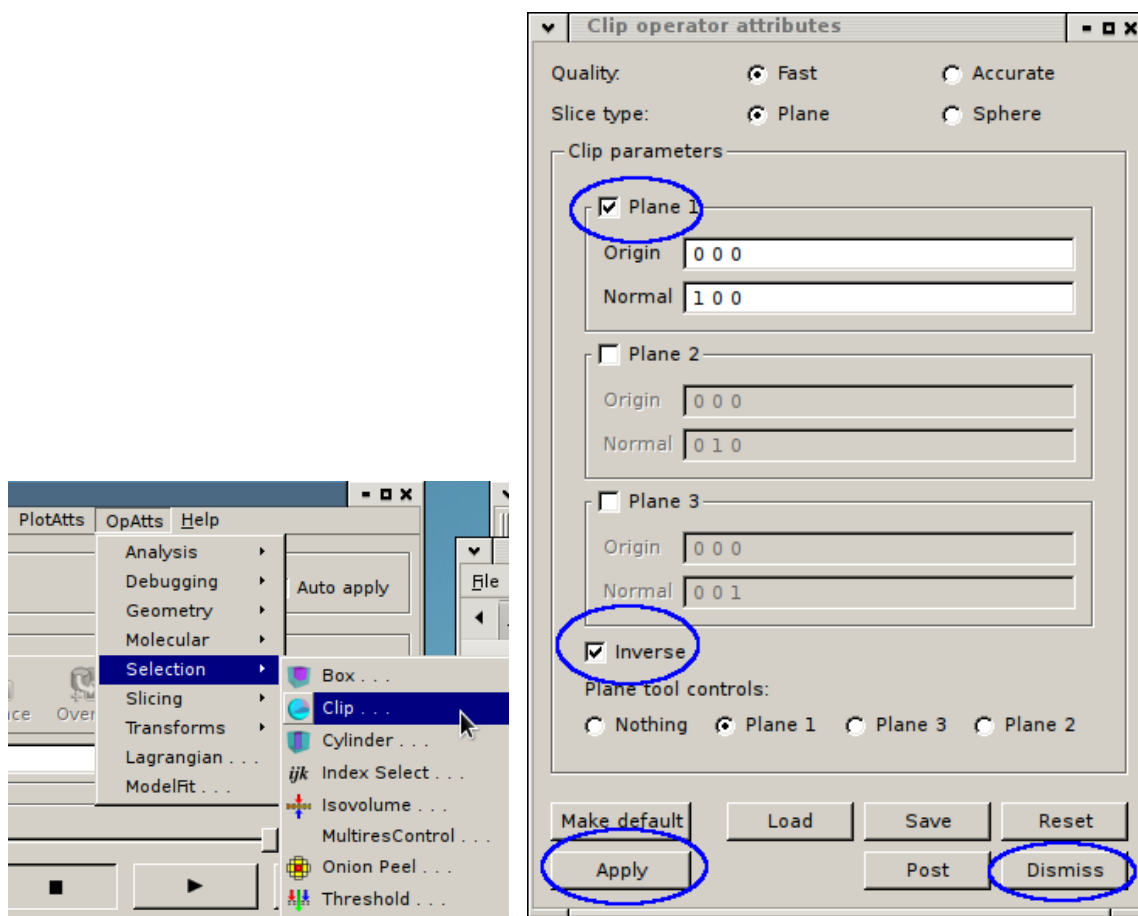 PlotAtts OpAtts Help
Analysis
Debugging
Auto apply
File
Geometry
Molecular
Selection
Box . . .
Slicing
Clip . . .
Transforms
Cylinder . . .
Lagrangian . . .
ijk Index Select . . .
ModelFit . . .
Isovolume . . .
MultiresControl . . .
Onion Peel . . .
Threshold . . .
Clip operator attributes
Quality: Fast Accurate
Slice type: Plane Sphere
Clip parameters
Plane 1
Origin 0 0 0
Normal 1 0 0
Plane 2
Origin 0 0 0
Normal 0 1 0
Plane 3
Origin 0 0 0
Normal 0 0 1
Inverse
Plane tool controls:
Nothing Plane 1 Plane 3 Plane 2
Make default Load Save Reset
Apply Post Dismiss